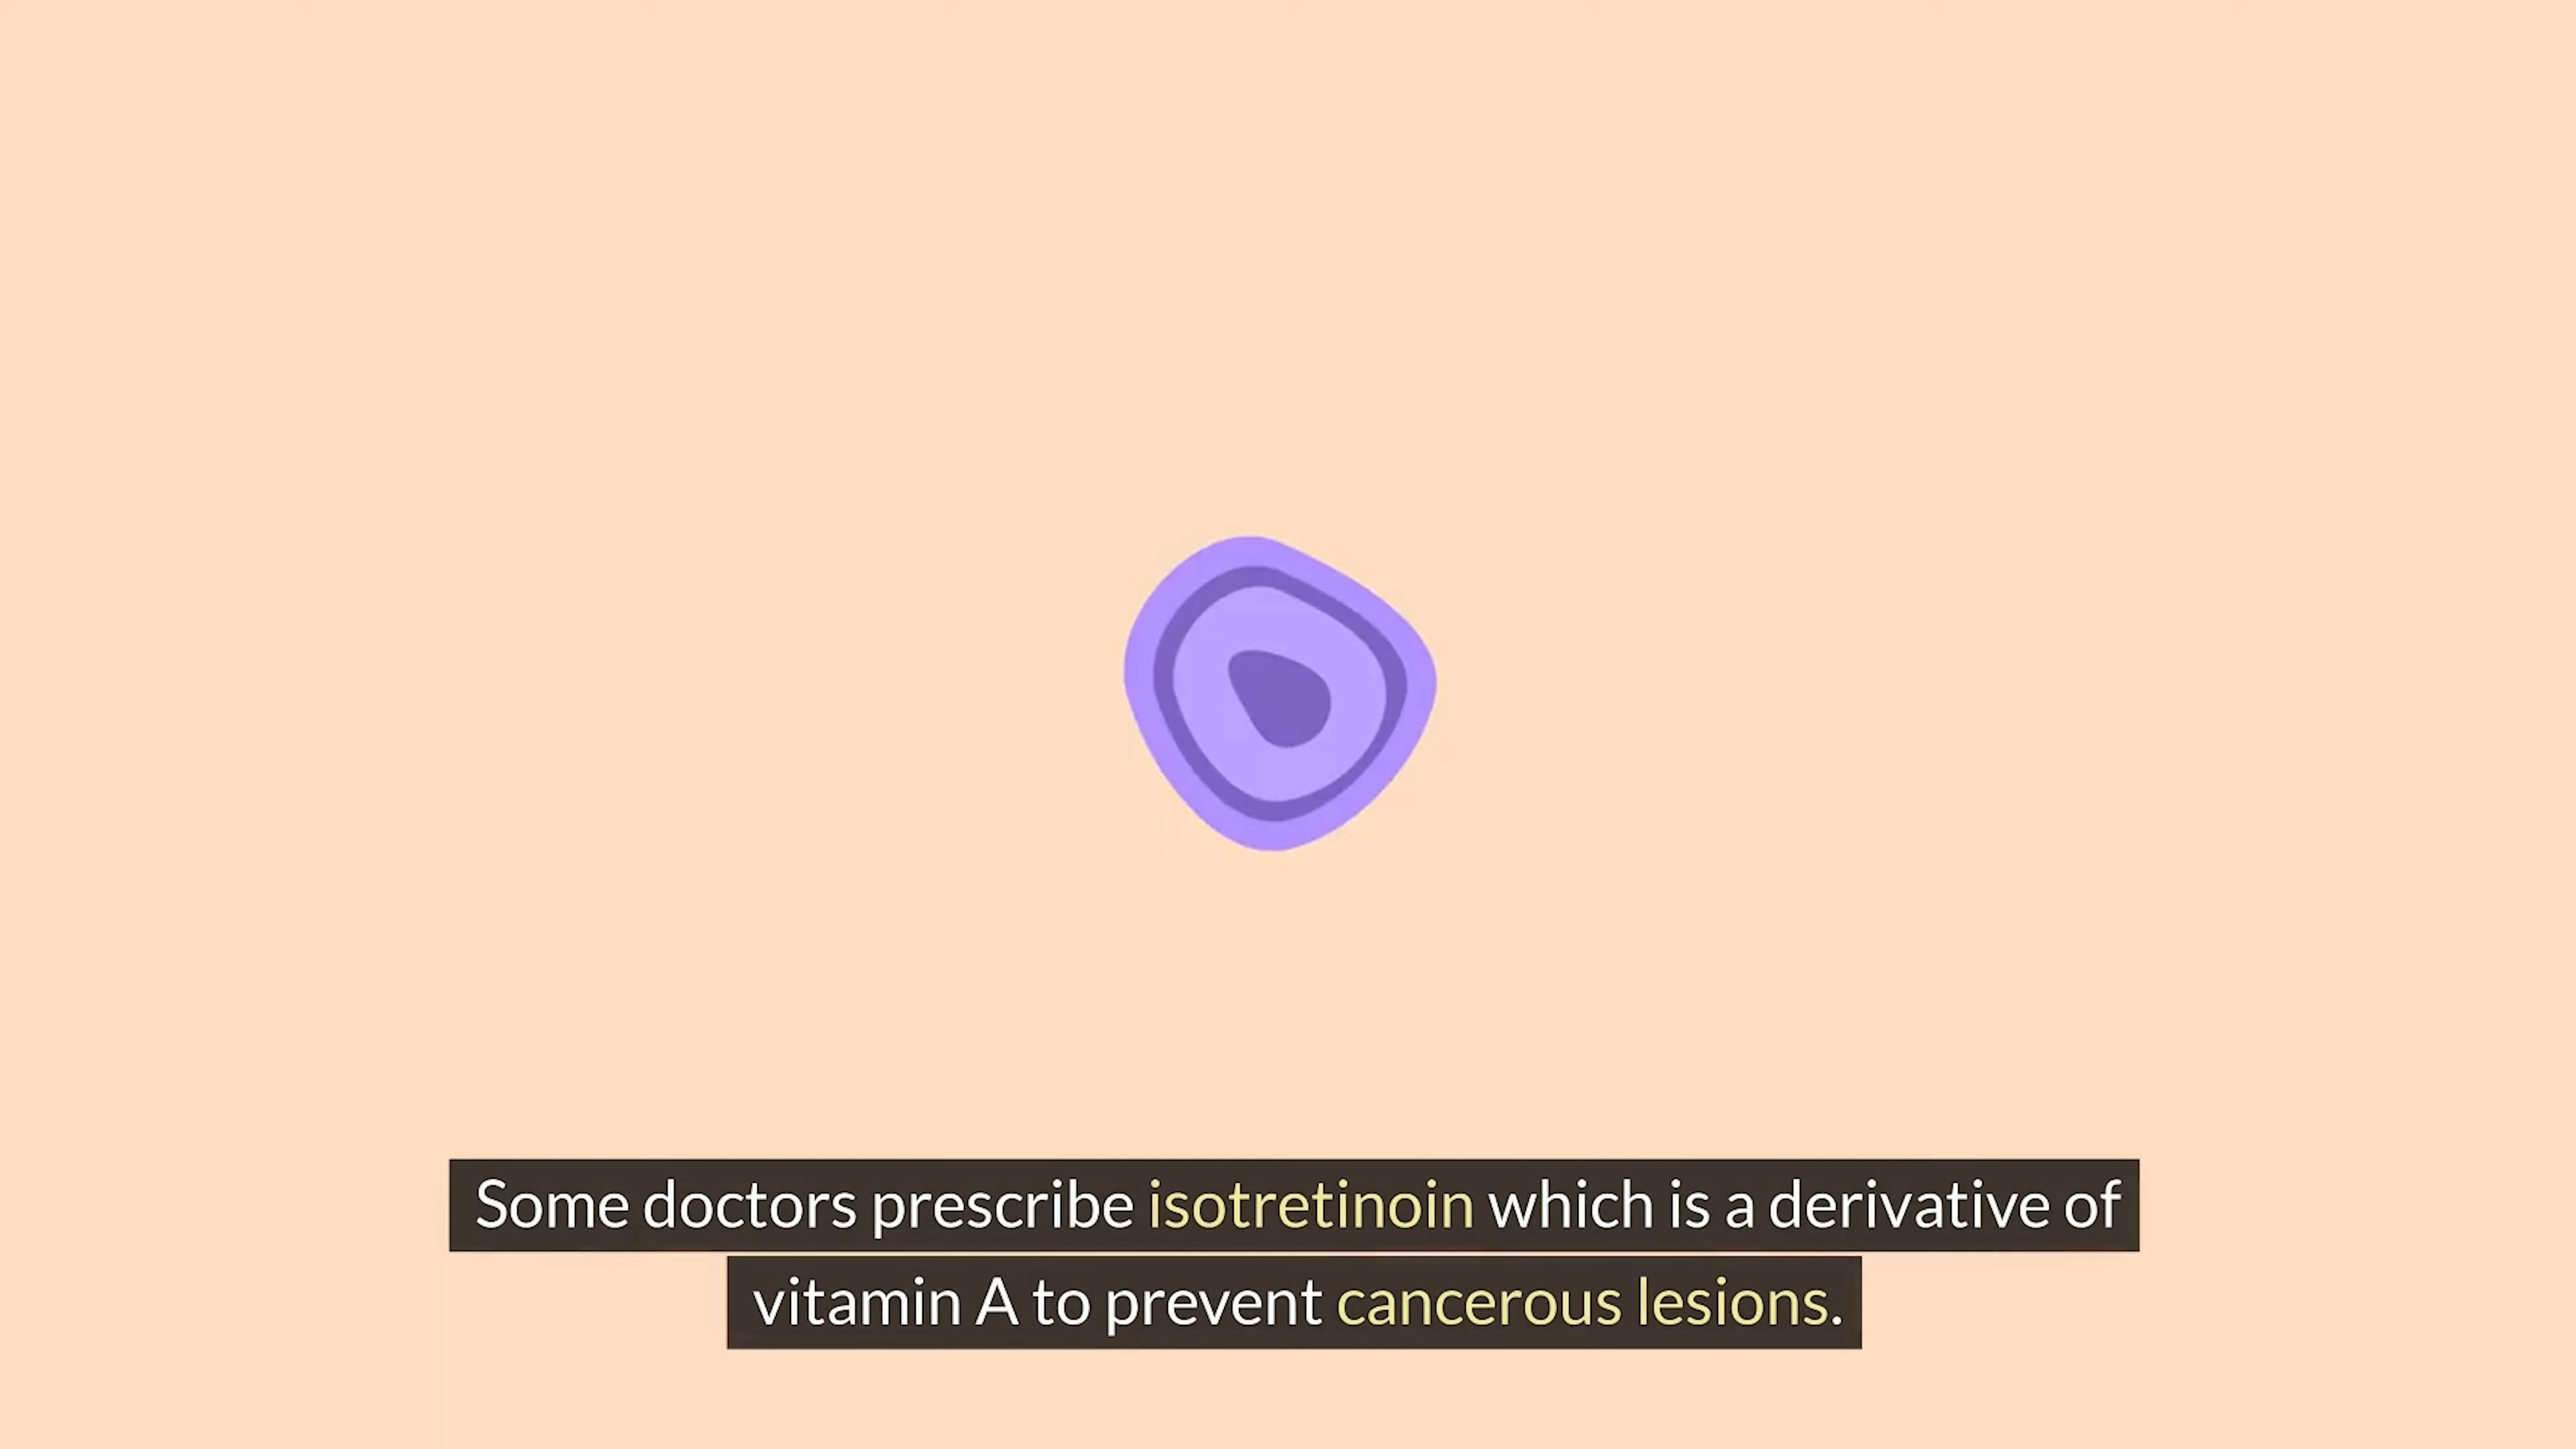 Some doctors prescribe isotretinoin which is a derivative of
vitamin A to prevent cancerous lesions.